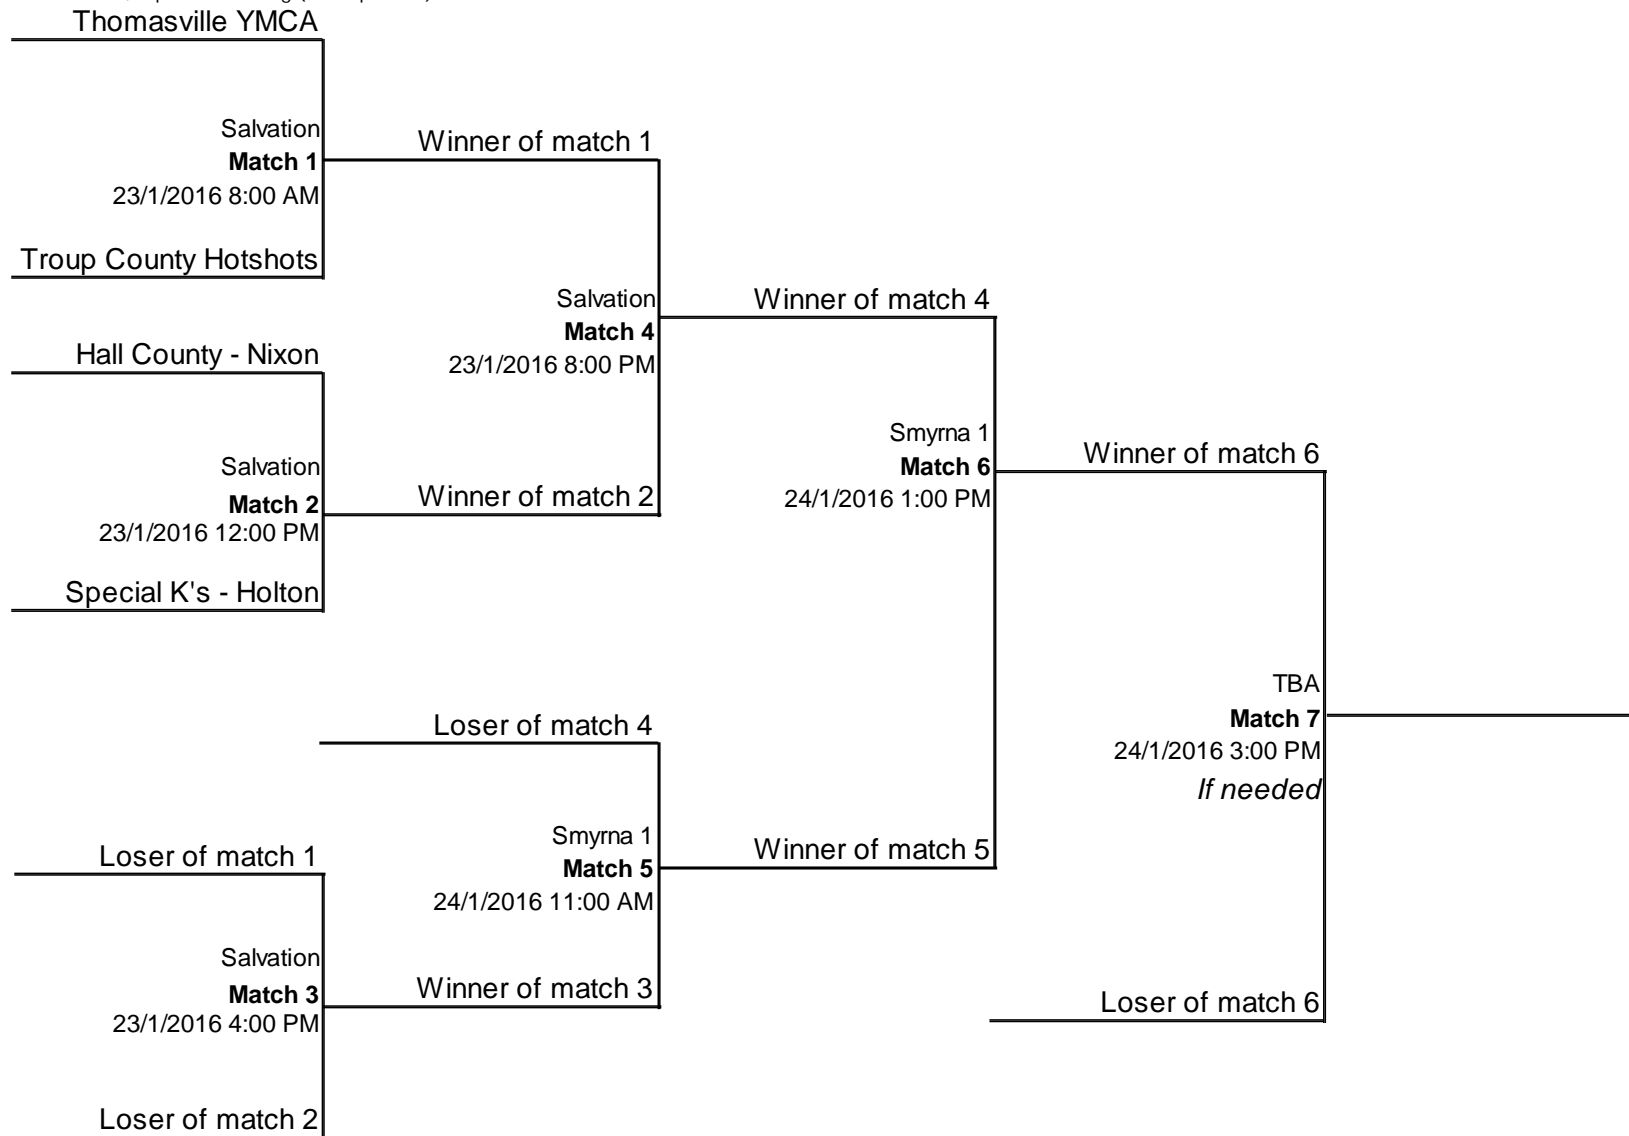 Thomasville YMCA
Salvation
Match 1
23/1/2016 8:00 AM
Winner of match 1
Troup County Hotshots
Salvation
Match 4
23/1/2016 8:00 PM
Winner of match 4
Hall County - Nixon
Salvation
Match 2
23/1/2016 12:00 PM
Winner of match 2
Special K's - Holton
Smyrna 1
Match 6
24/1/2016 1:00 PM
Winner of match 6
TBA
Match 7
24/1/2016 3:00 PM
If needed
Loser of match 4
Smyrna 1
Match 5
24/1/2016 11:00 AM
Winner of match 5
Loser of match 1
Salvation
Match 3
23/1/2016 4:00 PM
Winner of match 3
Loser of match 6
Loser of match 2